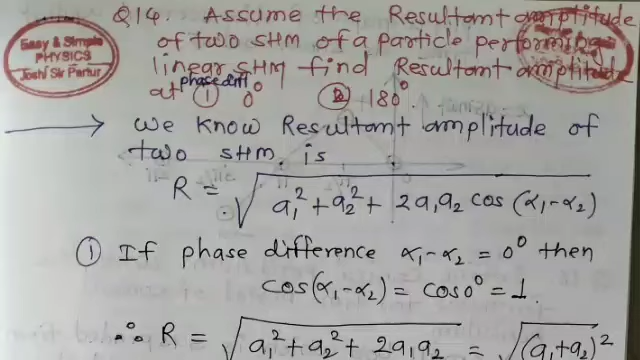 Q14. Assume the Resultant amplitude
of two SHM of a particle performing
linear SHM find Resultant amplitude
at phase diff ① 0° ② 180°.
Easy & Simple
PHYSICS
Joshi Sir Partur
→ we know Resultant amplitude of
two SHM is
R = √(a₁² + a₂² + 2a₁a₂ cos (α₁-α₂))
① If phase difference α₁-α₂ = 0° then
cos(α₁-α₂) = cos0° = 1.
∴ R = √(a₁² + a₂² + 2a₁a₂) = √(a₁+a₂)²